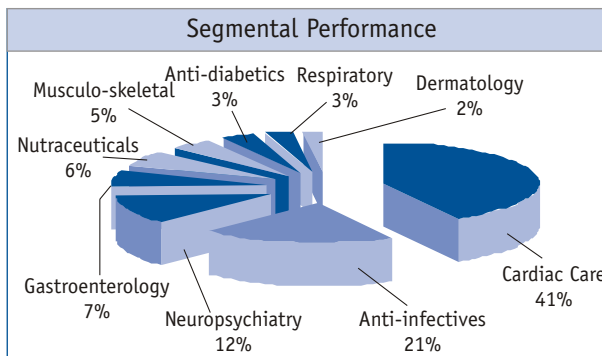 Segmental Performance
Anti-diabetics
3%
Respiratory
3%
Dermatology
2%
Musculo-skeletal
5%
Nutraceuticals
6%
Gastroenterology
7%
Neuropsychiatry
12%
Anti-infectives
21%
Cardiac Care
41%